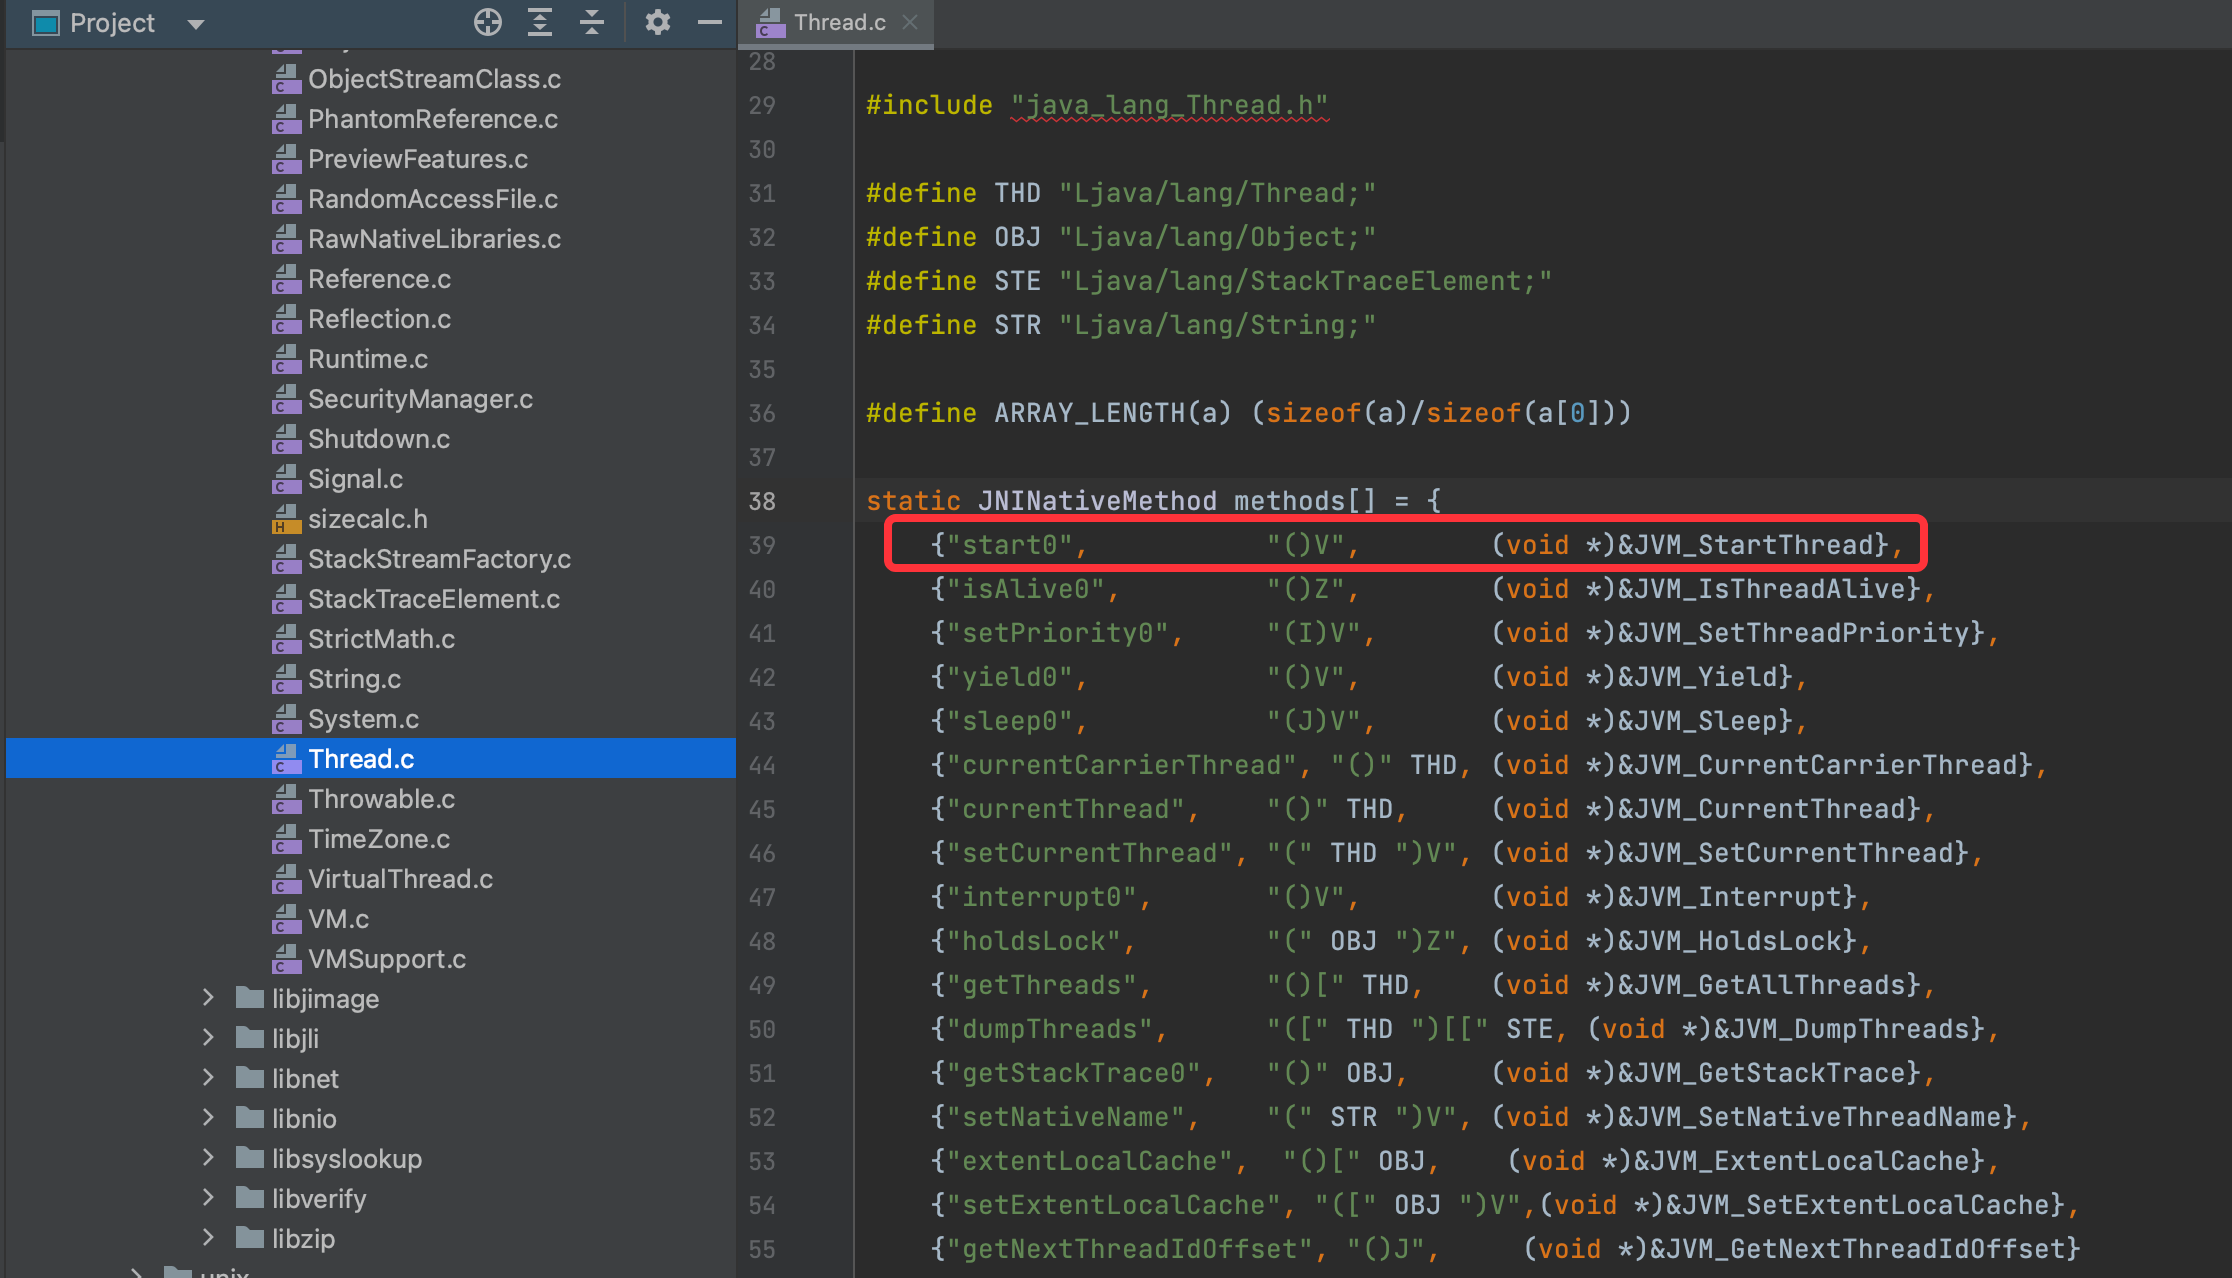 Project
Thread.c
ObjectStreamClass.c
PhantomReference.c
PreviewFeatures.c
RandomAccessFile.c
RawNativeLibraries.c
Reference.c
Reflection.c
Runtime.c
SecurityManager.c
Shutdown.c
Signal.c
sizecalc.h
StackStreamFactory.c
StackTraceElement.c
StrictMath.c
String.c
System.c
Thread.c
Throwable.c
TimeZone.c
VirtualThread.c
VM.c
VMSupport.c
libjimage
libjli
libnet
libnio
libsyslookup
libverify
libzip
unix
28
29 #include "java_lang_Thread.h"
30
31 #define THD "Ljava/lang/Thread;"
32 #define OBJ "Ljava/lang/Object;"
33 #define STE "Ljava/lang/StackTraceElement;"
34 #define STR "Ljava/lang/String;"
35
36 #define ARRAY_LENGTH(a) (sizeof(a)/sizeof(a[0]))
37
38 static JNINativeMethod methods[] = {
39 {"start0", "()V", (void *)&JVM_StartThread},
40 {"isAlive0", "()Z", (void *)&JVM_IsThreadAlive},
41 {"setPriority0", "(I)V", (void *)&JVM_SetThreadPriority},
42 {"yield0", "()V", (void *)&JVM_Yield},
43 {"sleep0", "(J)V", (void *)&JVM_Sleep},
44 {"currentCarrierThread", "()" THD, (void *)&JVM_CurrentCarrierThread},
45 {"currentThread", "()" THD, (void *)&JVM_CurrentThread},
46 {"setCurrentThread", "(" THD ")V", (void *)&JVM_SetCurrentThread},
47 {"interrupt0", "()V", (void *)&JVM_Interrupt},
48 {"holdsLock", "(" OBJ ")Z", (void *)&JVM_HoldsLock},
49 {"getThreads", "()[" THD, (void *)&JVM_GetAllThreads},
50 {"dumpThreads", "([" THD ")[[" STE, (void *)&JVM_DumpThreads},
51 {"getStackTrace0", "()" OBJ, (void *)&JVM_GetStackTrace},
52 {"setNativeName", "(" STR ")V", (void *)&JVM_SetNativeThreadName},
53 {"extentLocalCache", "()[" OBJ, (void *)&JVM_ExtentLocalCache},
54 {"setExtentLocalCache", "([" OBJ ")V",(void *)&JVM_SetExtentLocalCache},
55 {"getNextThreadIdOffset", "()J", (void *)&JVM_GetNextThreadIdOffset}